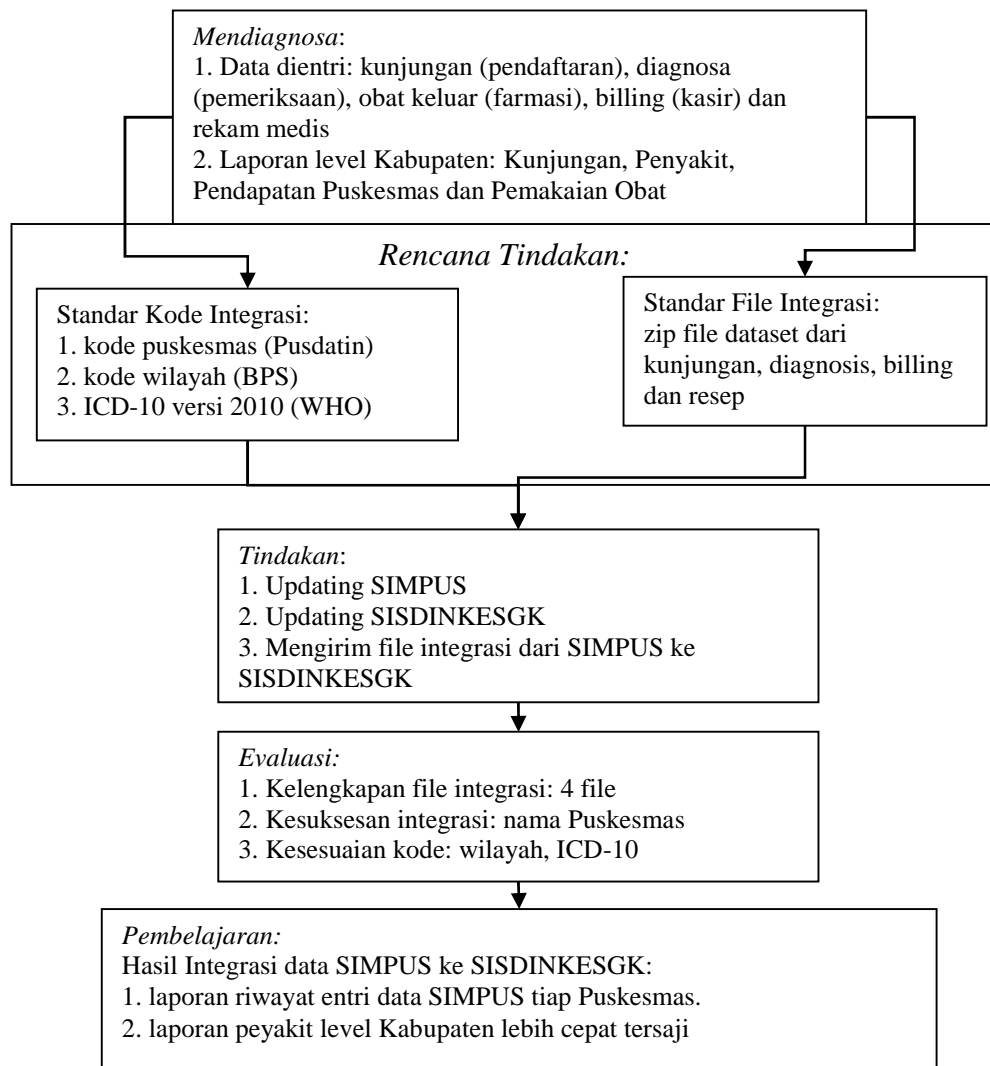 Mendiagnosa:
1. Data dientri: kunjungan (pendaftaran), diagnosa
(pemeriksaan), obat keluar (farmasi), billing (kasir) dan
rekam medis
2. Laporan level Kabupaten: Kunjungan, Penyakit,
Pendapatan Puskesmas dan Pemakaian Obat
Rencana Tindakan:
Standar Kode Integrasi:
1. kode puskesmas (Pusdatin)
2. kode wilayah (BPS)
3. ICD-10 versi 2010 (WHO)
Standar File Integrasi:
zip file dataset dari
kunjungan, diagnosis, billing
dan resep
Tindakan:
1. Updating SIMPUS
2. Updating SISDINKESGK
3. Mengirim file integrasi dari SIMPUS ke
SISDINKESGK
Evaluasi:
1. Kelengkapan file integrasi: 4 file
2. Kesuksesan integrasi: nama Puskesmas
3. Kesesuaian kode: wilayah, ICD-10
Pembelajaran:
Hasil Integrasi data SIMPUS ke SISDINKESGK:
1. laporan riwayat entri data SIMPUS tiap Puskesmas.
2. laporan peyakit level Kabupaten lebih cepat tersaji